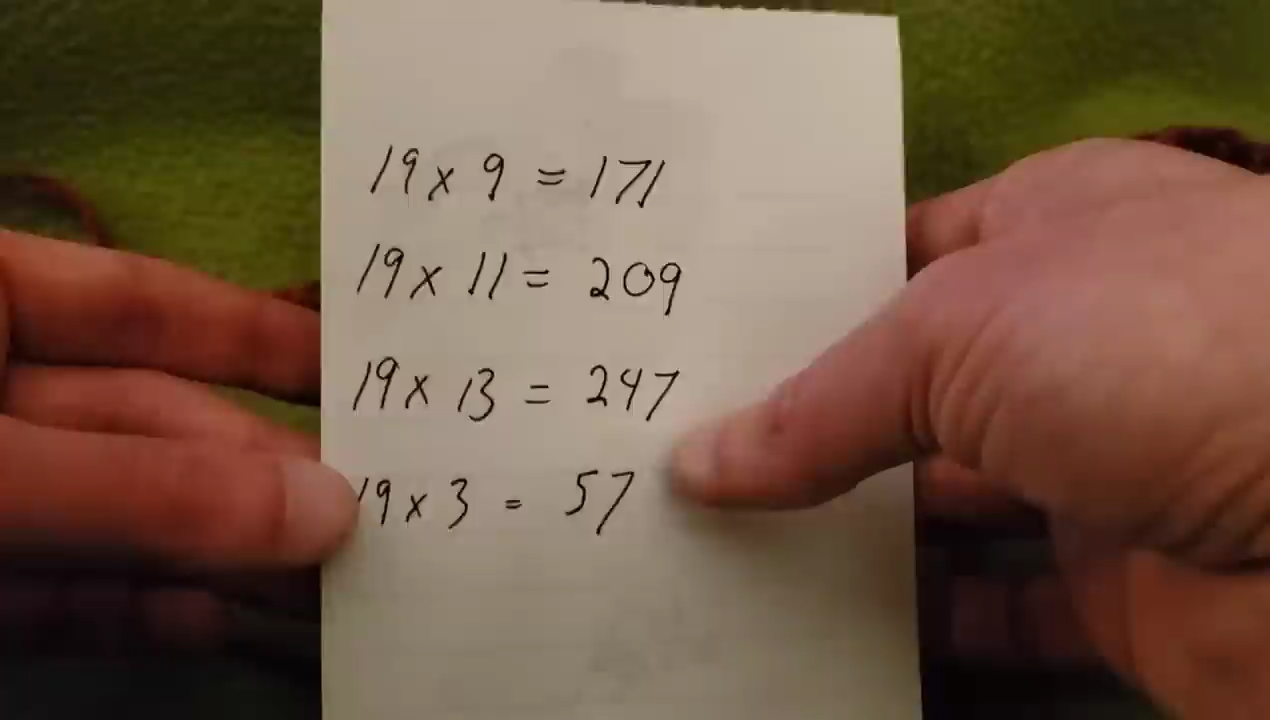 19 x 9 = 171
19 x 11 = 209
19 x 13 = 247
19 x 3 = 57